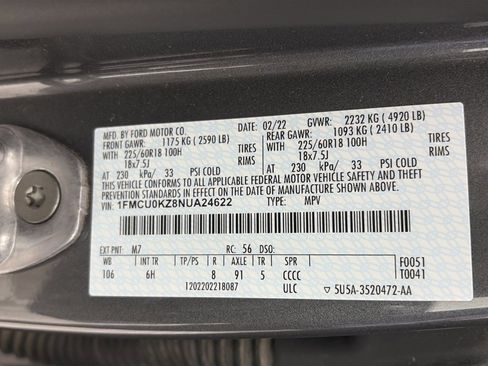 MFD. BY FORD MOTOR CO. 02/22 GVWR: 2232 KG ( 4920 LB)
FRONT GAWR: 1175 KG ( 2590 LB) REAR GAWR: 1093 KG ( 2410 LB)
WITH 225/60R18 100H TIRES WITH 225/60R18 100H TIRES
18x7.5J RIMS 18x7.5J RIMS
AT 230 kPa/ 33 PSI COLD AT 230 kPa/ 33 PSI COLD
THIS VEHICLE CONFORMS TO ALL APPLICABLE FEDERAL MOTOR VEHICLE SAFETY
AND THEFT PREVENTION STANDARDS IN EFFECT ON THE DATE OF MANUFACTURE SHOWN ABOVE.
VIN: 1FMCU0KZ8NUA24622 TYPE: MPV
EXT PNT: M7 RC: 56 DSO: F0051
WB INT TR TP/PS R AX TR SPR T0041
106 6H 8 91 5 CCCC
1202202218087 ULC ▽ 5U5A-3520472-AA